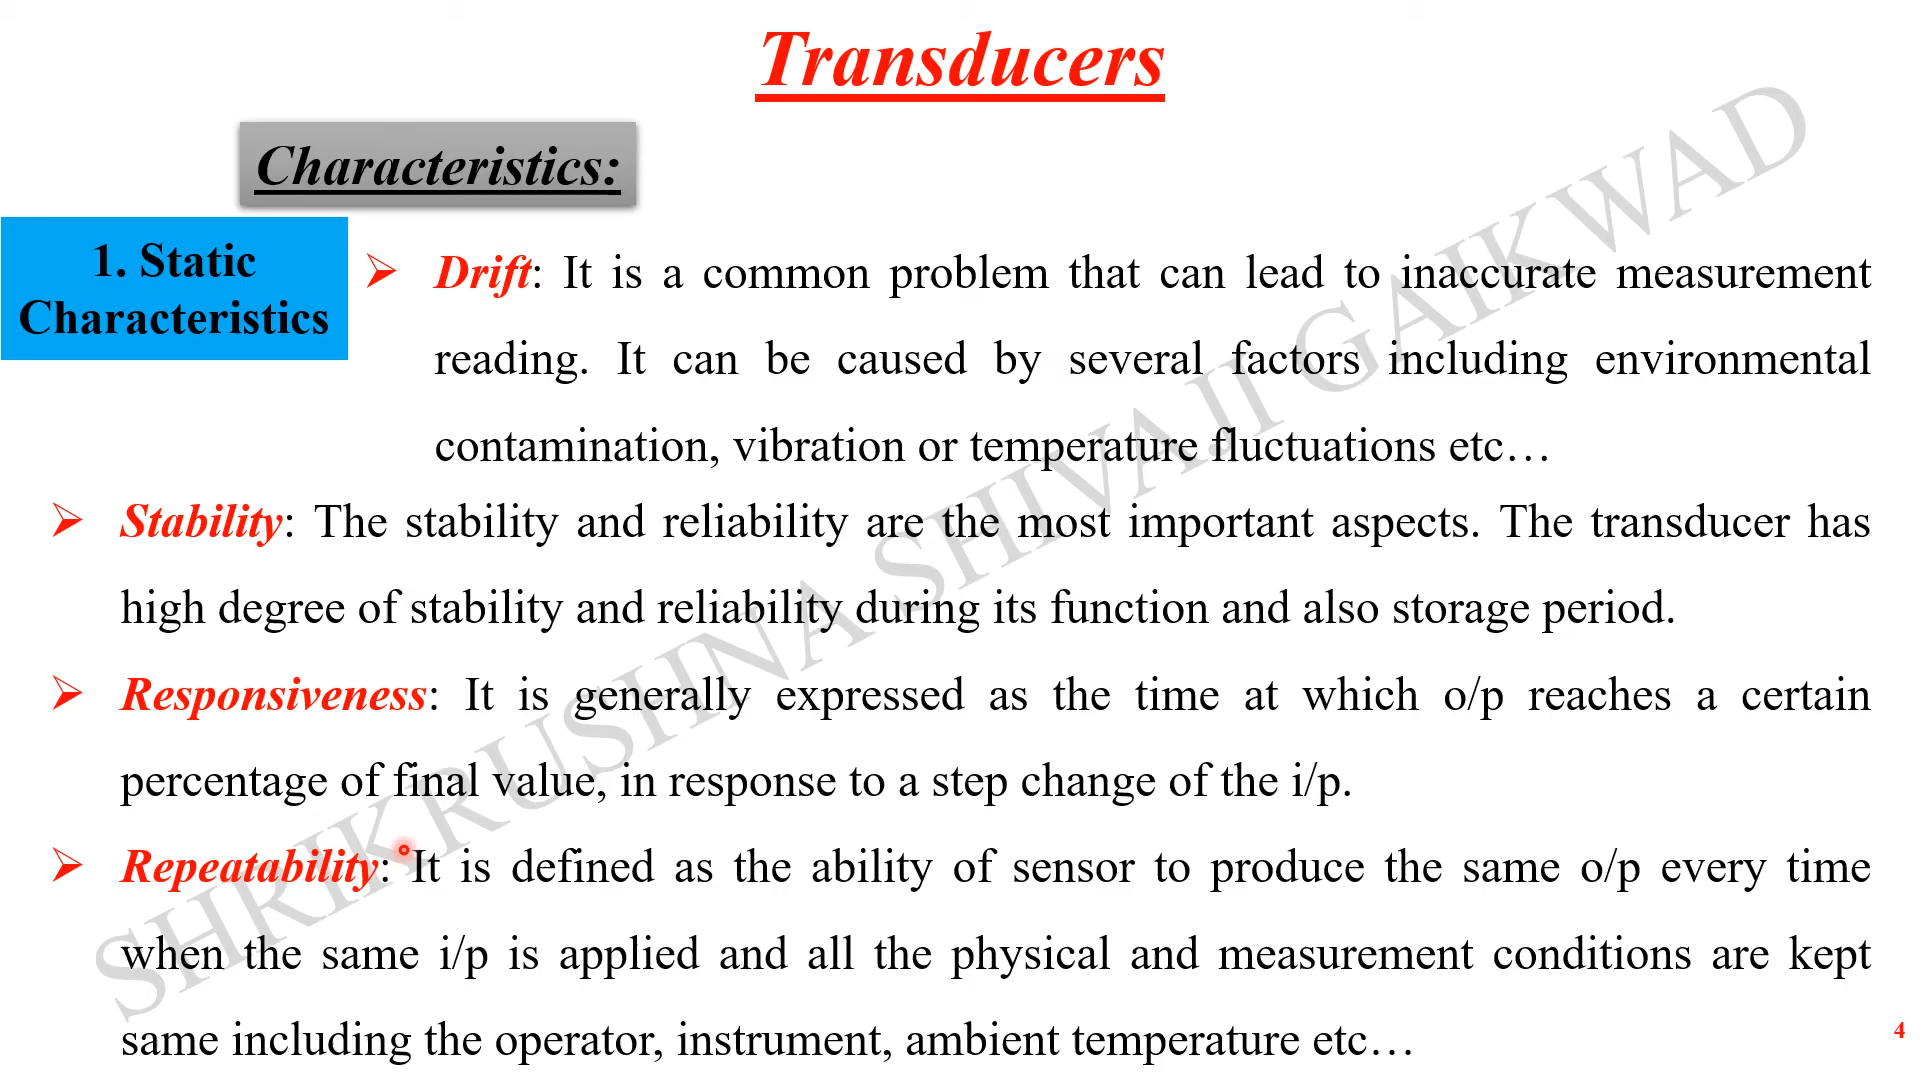 Transducers
Characteristics:
1. Static
Characteristics
➢ Drift: It is a common problem that can lead to inaccurate measurement
reading. It can be caused by several factors including environmental
contamination, vibration or temperature fluctuations etc…
➢ Stability: The stability and reliability are the most important aspects. The transducer has
high degree of stability and reliability during its function and also storage period.
➢ Responsiveness: It is generally expressed as the time at which o/p reaches a certain
percentage of final value, in response to a step change of the i/p.
➢ Repeatability: It is defined as the ability of sensor to produce the same o/p every time
when the same i/p is applied and all the physical and measurement conditions are kept
same including the operator, instrument, ambient temperature etc…
SHRIKRUSHNA SHIVAJI GAIKWAD
4